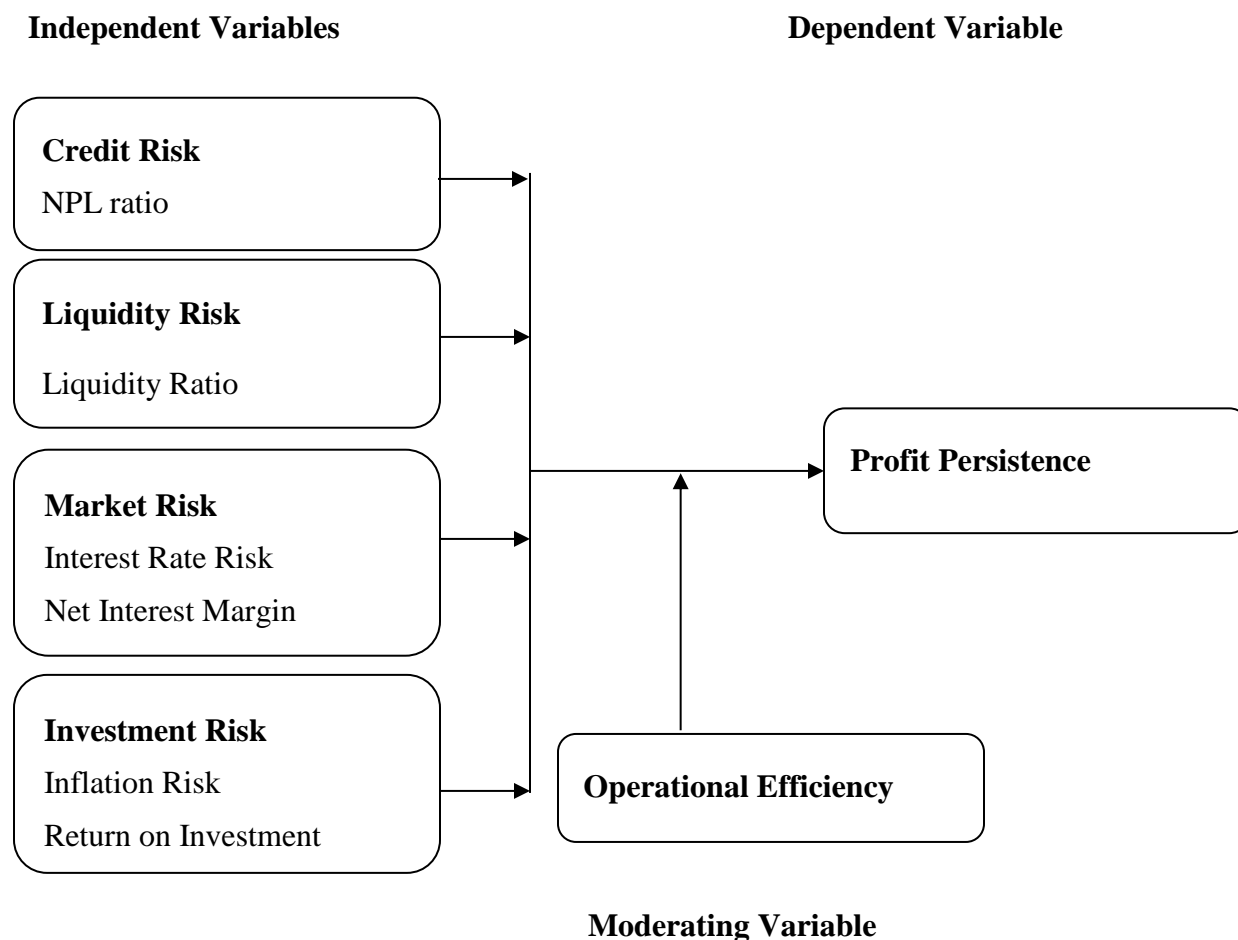 Independent Variables
Dependent Variable
Credit Risk
NPL ratio
Liquidity Risk
Liquidity Ratio
Market Risk
Interest Rate Risk
Net Interest Margin
Investment Risk
Inflation Risk
Return on Investment
Profit Persistence
Operational Efficiency
Moderating Variable